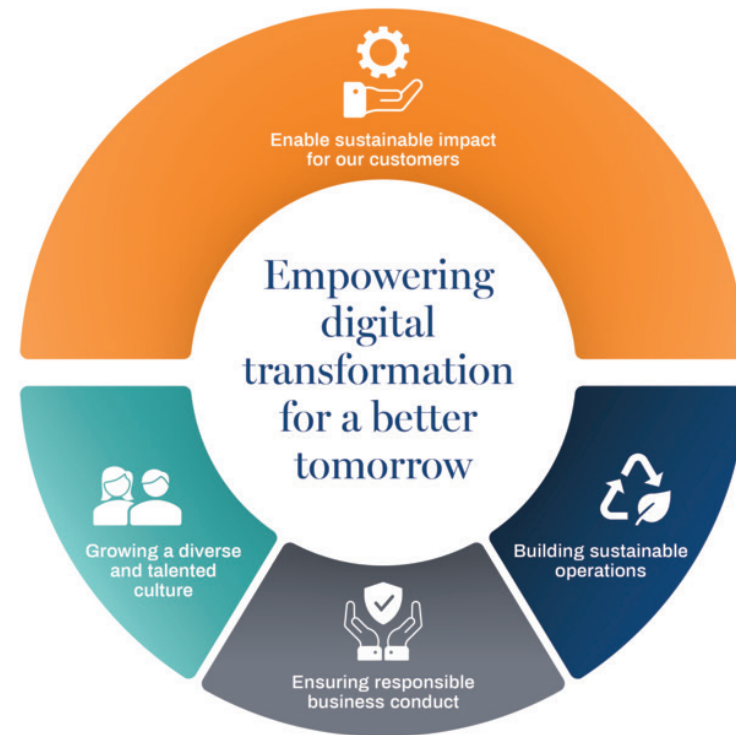 Enable sustainable impact
for our customers
Empowering
digital
transformation
for a better
tomorrow
Growing a diverse
and talented
culture
Building sustainable
operations
Ensuring responsible
business conduct